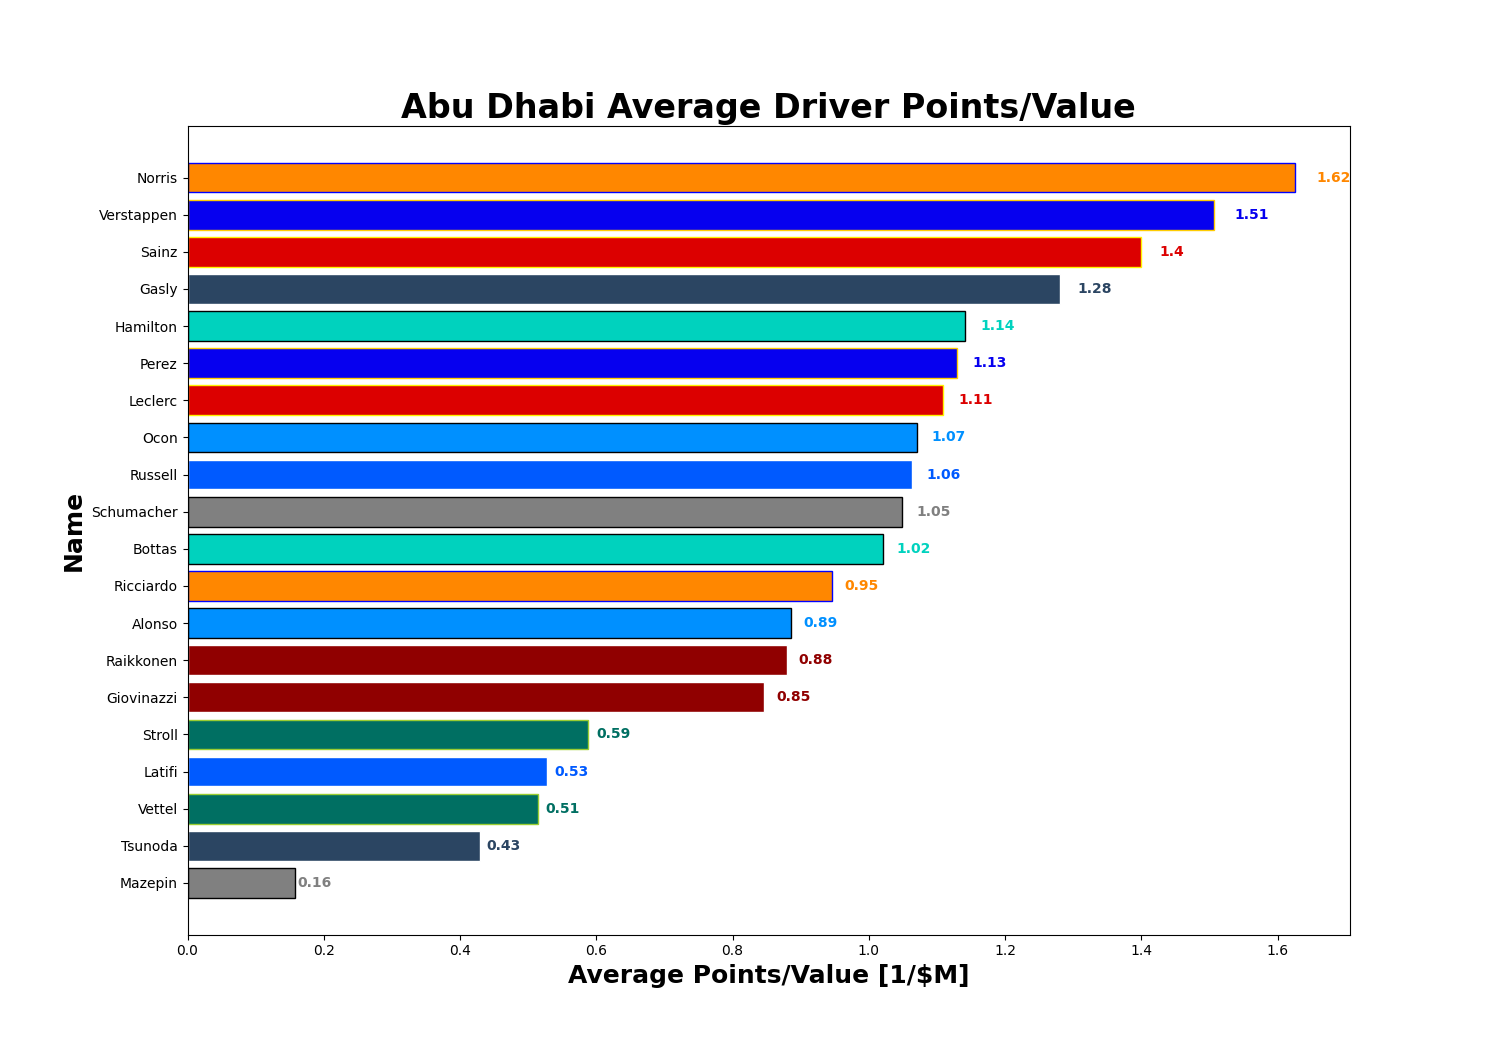 Abu Dhabi Average Driver Points/Value
Norris 1.62
Verstappen 1.51
Sainz 1.4
Gasly 1.28
Hamilton 1.14
Perez 1.13
Leclerc 1.11
Ocon 1.07
Russell 1.06
Schumacher 1.05
Bottas 1.02
Ricciardo 0.95
Alonso 0.89
Raikkonen 0.88
Giovinazzi 0.85
Stroll 0.59
Latifi 0.53
Vettel 0.51
Tsunoda 0.43
Mazepin 0.16
Name
0.0 0.2 0.4 0.6 0.8 1.0 1.2 1.4 1.6
Average Points/Value [1/$M]